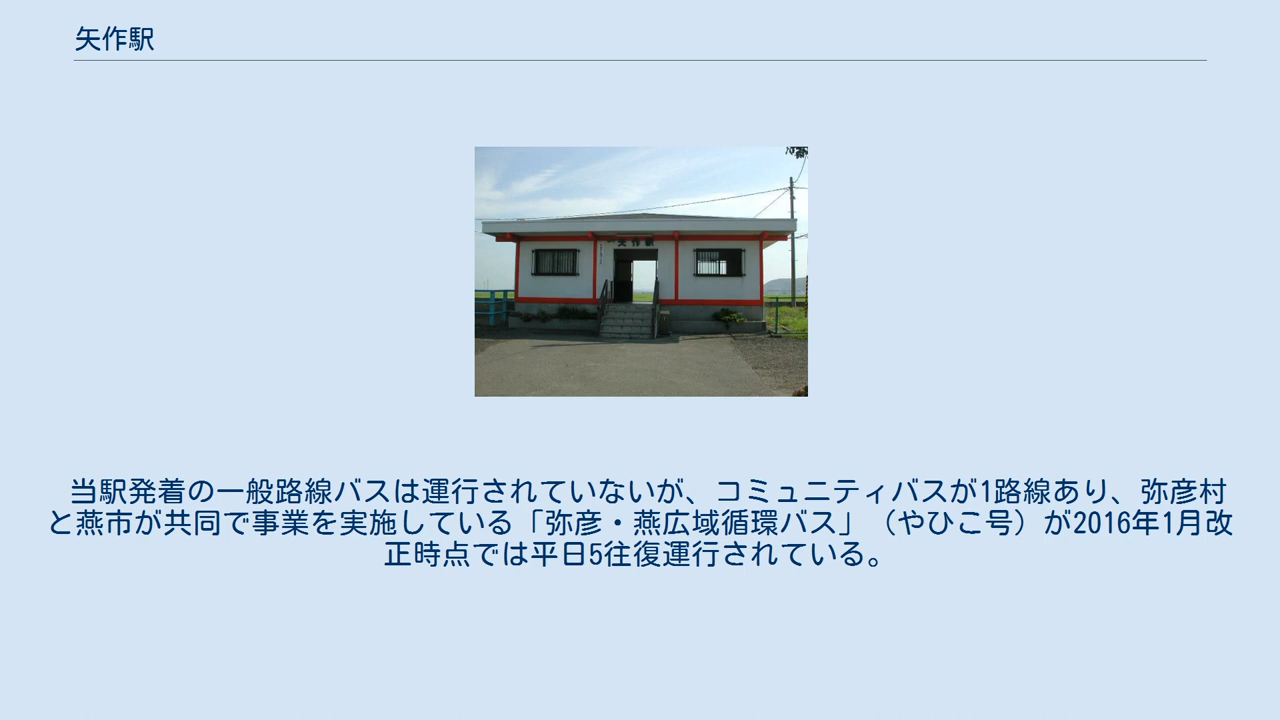 矢作駅
矢作駅
当駅発着の一般路線バスは運行されていないが、コミュニティバスが1路線あり、弥彦村
と燕市が共同で事業を実施している「弥彦・燕広域循環バス」（やひこ号）が2016年1月改
正時点では平日5往復運行されている。